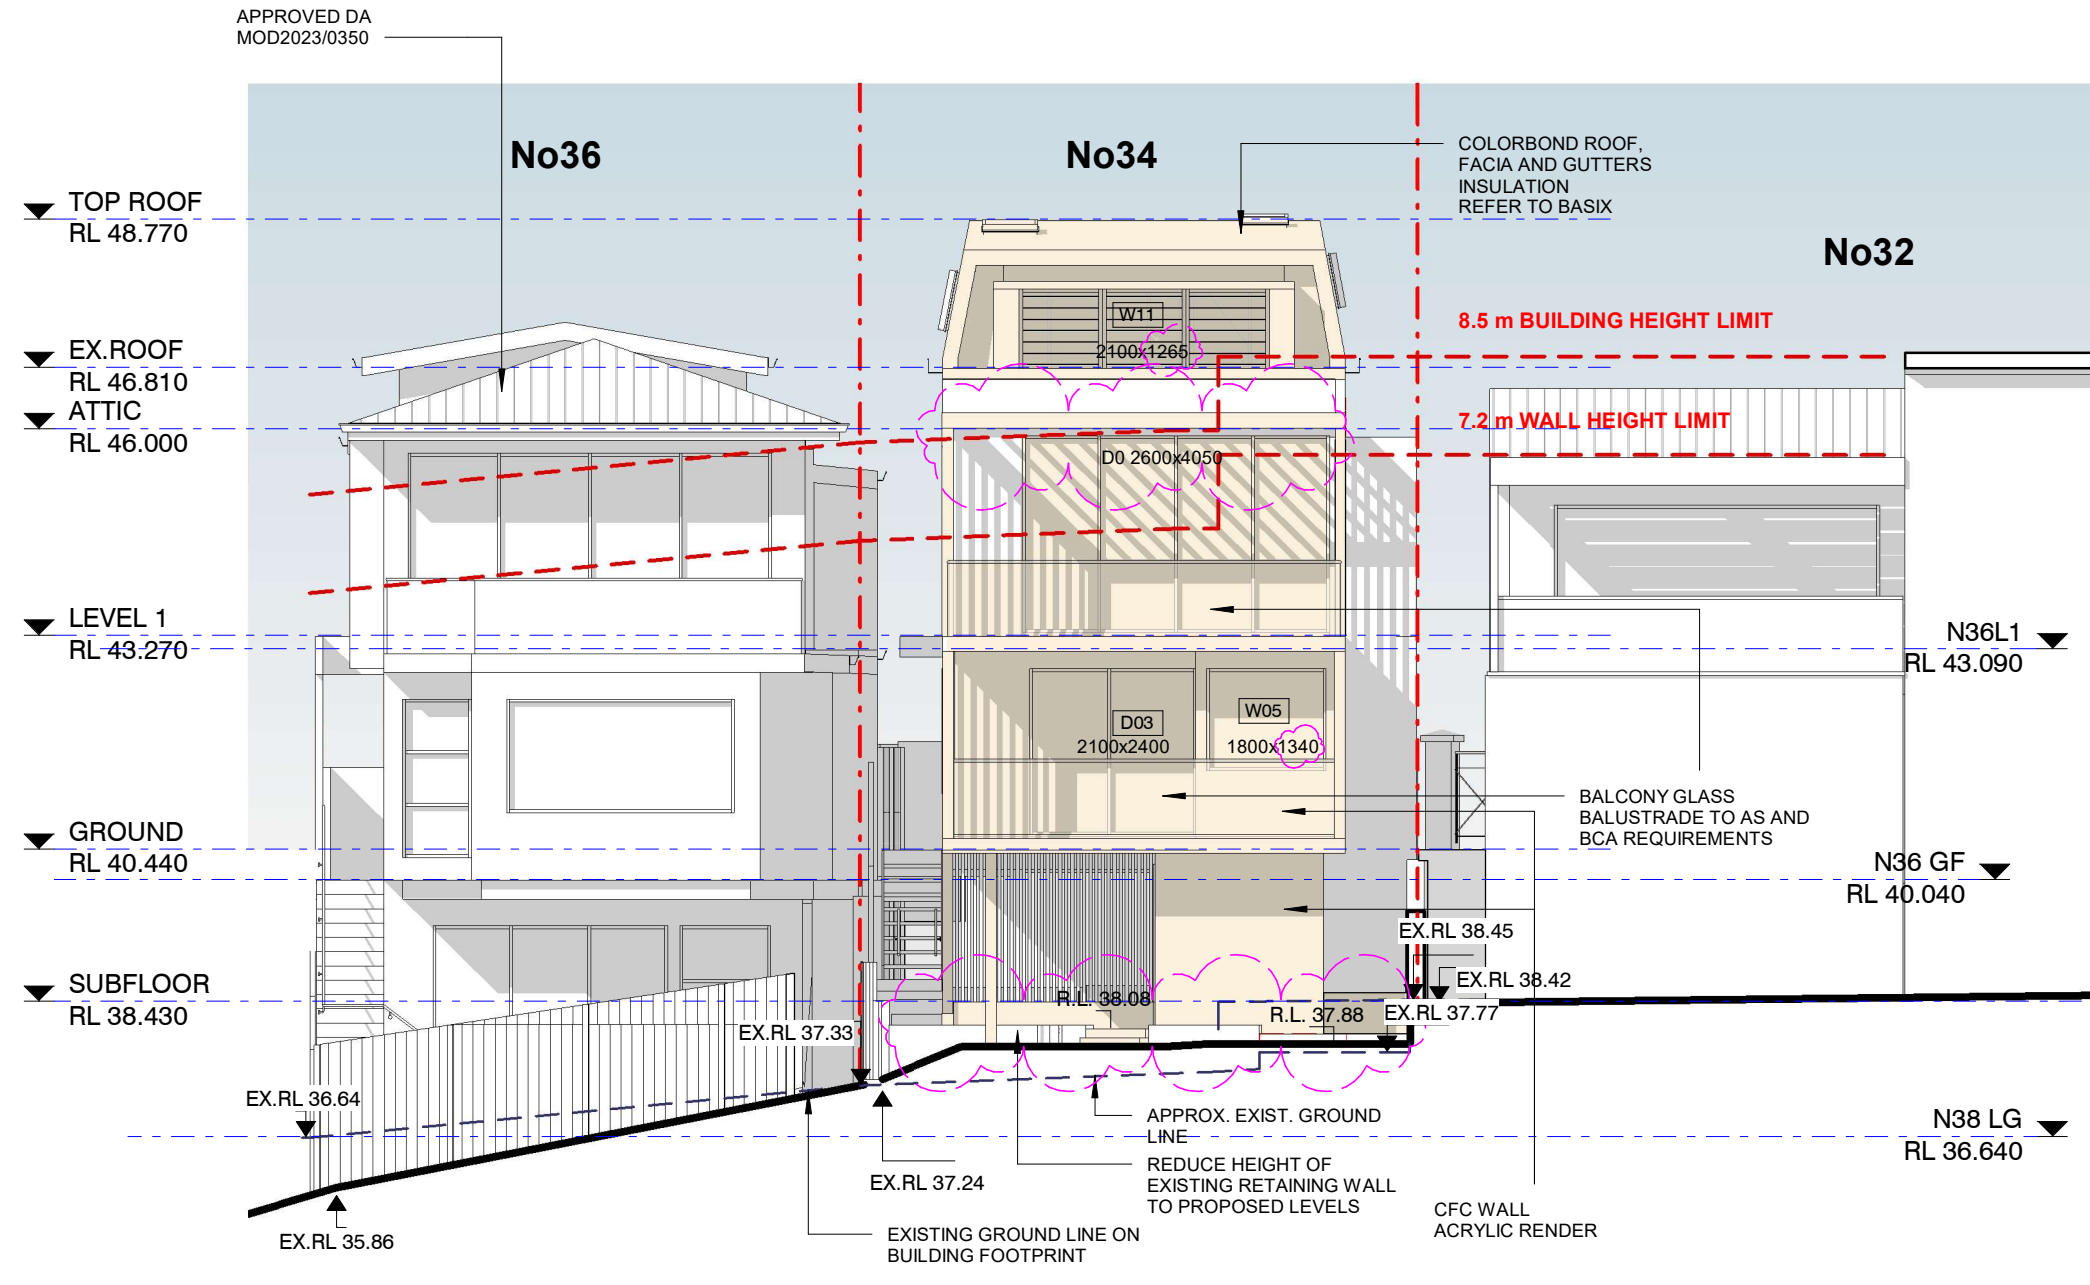 APPROVED DA
MOD2023/0350
No36
No34
No32
COLORBOND ROOF,
FACIA AND GUTTERS
INSULATION
REFER TO BASIX
TOP ROOF
RL 48.770
EX.ROOF
RL 46.810
ATTIC
RL 46.000
LEVEL 1
RL 43.270
GROUND
RL 40.440
SUBFLOOR
RL 38.430
8.5 m BUILDING HEIGHT LIMIT
7.2 m WALL HEIGHT LIMIT
W11
2100x1265
D0 2600x4050
D03
2100x2400
W05
1800x1340
N36L1
RL 43.090
BALCONY GLASS
BALUSTRADE TO AS AND
BCA REQUIREMENTS
N36 GF
RL 40.040
EX.RL 38.45
EX.RL 38.42
EX.RL 37.77
R.L. 38.08
R.L. 37.88
EX.RL 37.33
EX.RL 36.64
EX.RL 37.24
EX.RL 35.86
APPROX. EXIST. GROUND
LINE
REDUCE HEIGHT OF
EXISTING RETAINING WALL
TO PROPOSED LEVELS
EXISTING GROUND LINE ON
BUILDING FOOTPRINT
CFC WALL
ACRYLIC RENDER
N38 LG
RL 36.640